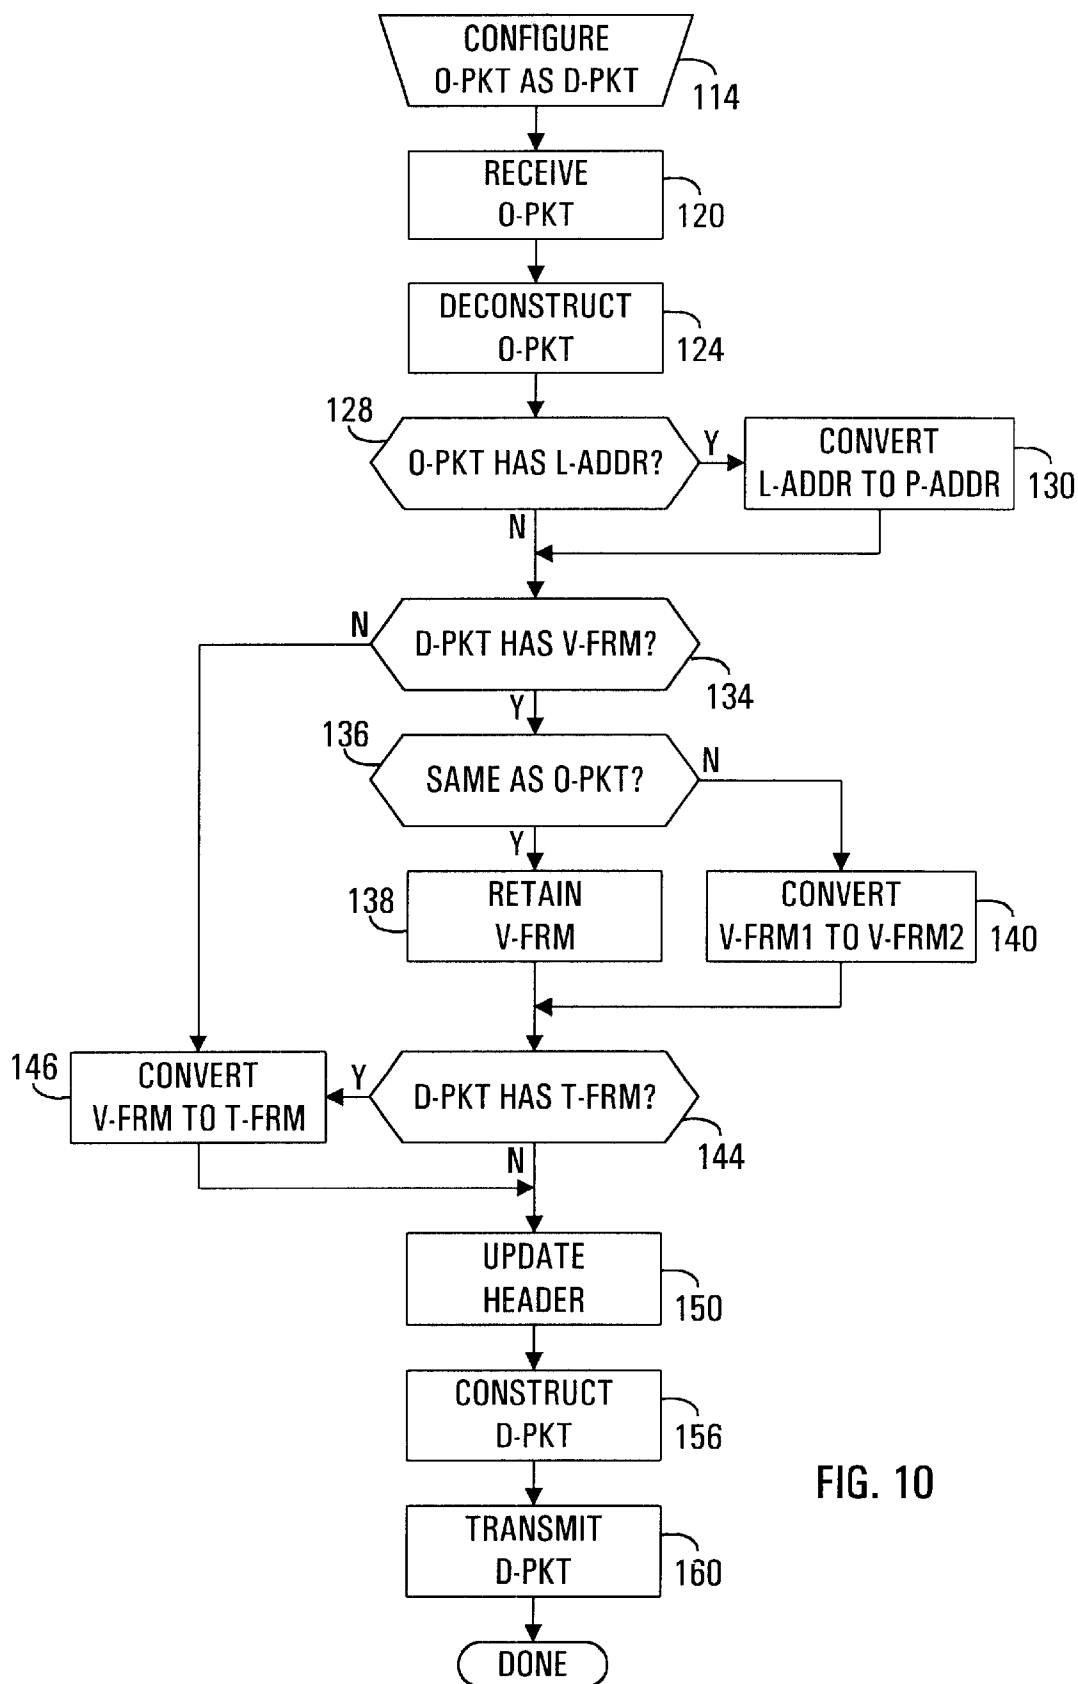 CONFIGURE
O-PKT AS D-PKT
114
RECEIVE
O-PKT
120
DECONSTRUCT
O-PKT
124
128
O-PKT HAS L-ADDR?
Y
CONVERT
L-ADDR TO P-ADDR
130
N
N
D-PKT HAS V-FRM?
134
Y
136
SAME AS O-PKT?
N
Y
138
RETAIN
V-FRM
CONVERT
V-FRM1 TO V-FRM2
140
146
CONVERT
V-FRM TO T-FRM
Y
D-PKT HAS T-FRM?
144
N
UPDATE
HEADER
150
CONSTRUCT
D-PKT
156
FIG. 10
TRANSMIT
D-PKT
160
DONE